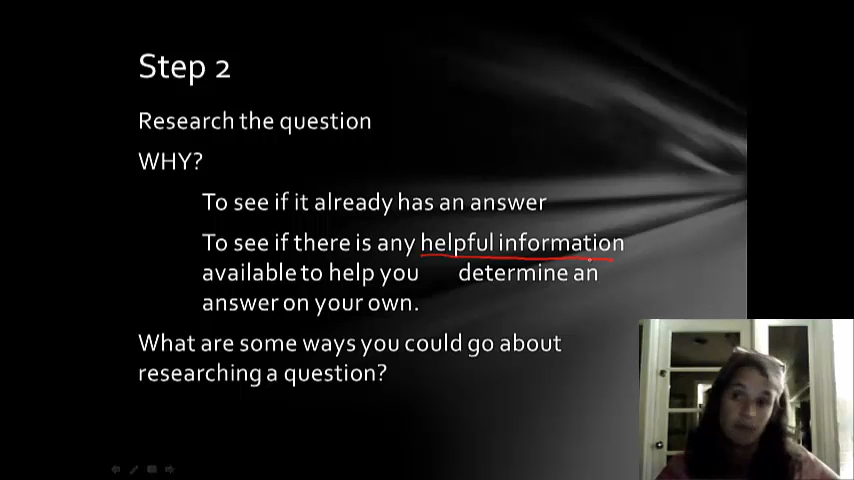 Step 2
Research the question
WHY?
To see if it already has an answer
To see if there is any helpful information
available to help you determine an
answer on your own.
What are some ways you could go about
researching a question?